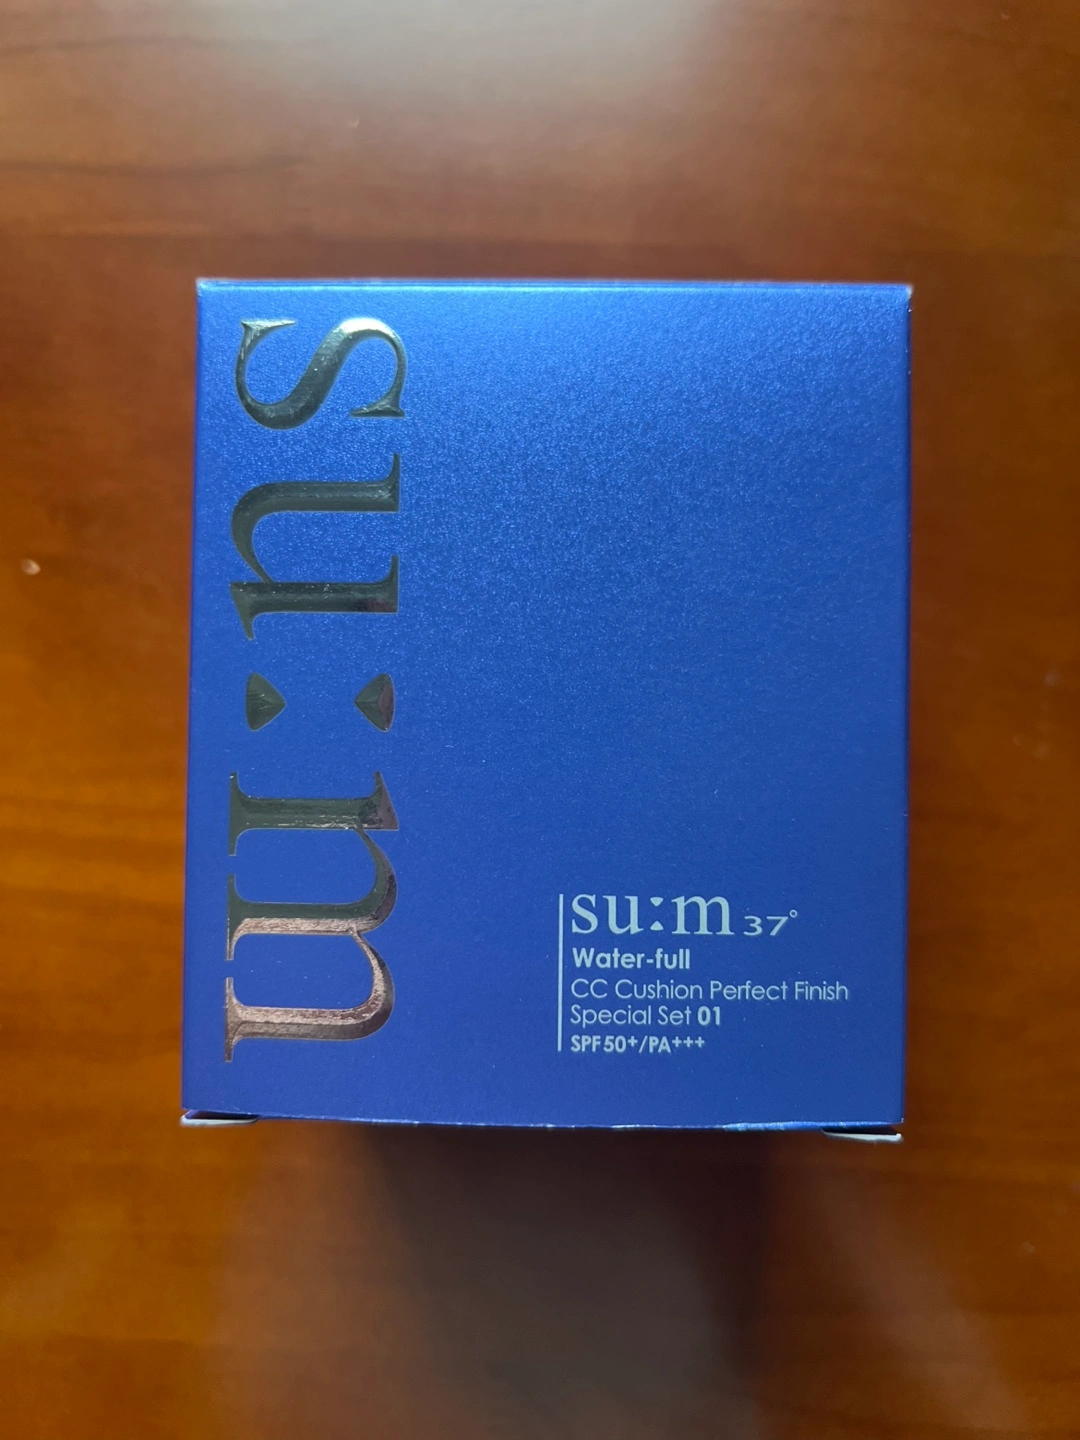 su:m
su:m37°
Water-full
CC Cushion Perfect Finish
Special Set 01
SPF50+/PA+++